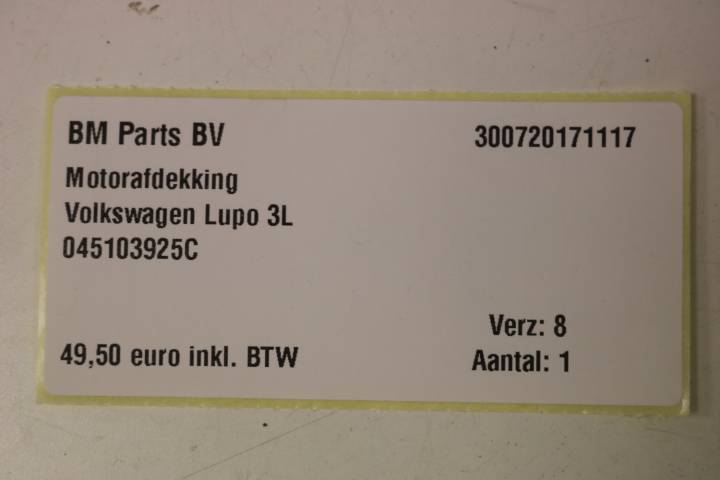 BM Parts BV 300720171117
Motorafdekking
Volkswagen Lupo 3L
045103925C
Verz: 8
49,50 euro inkl. BTW Aantal: 1